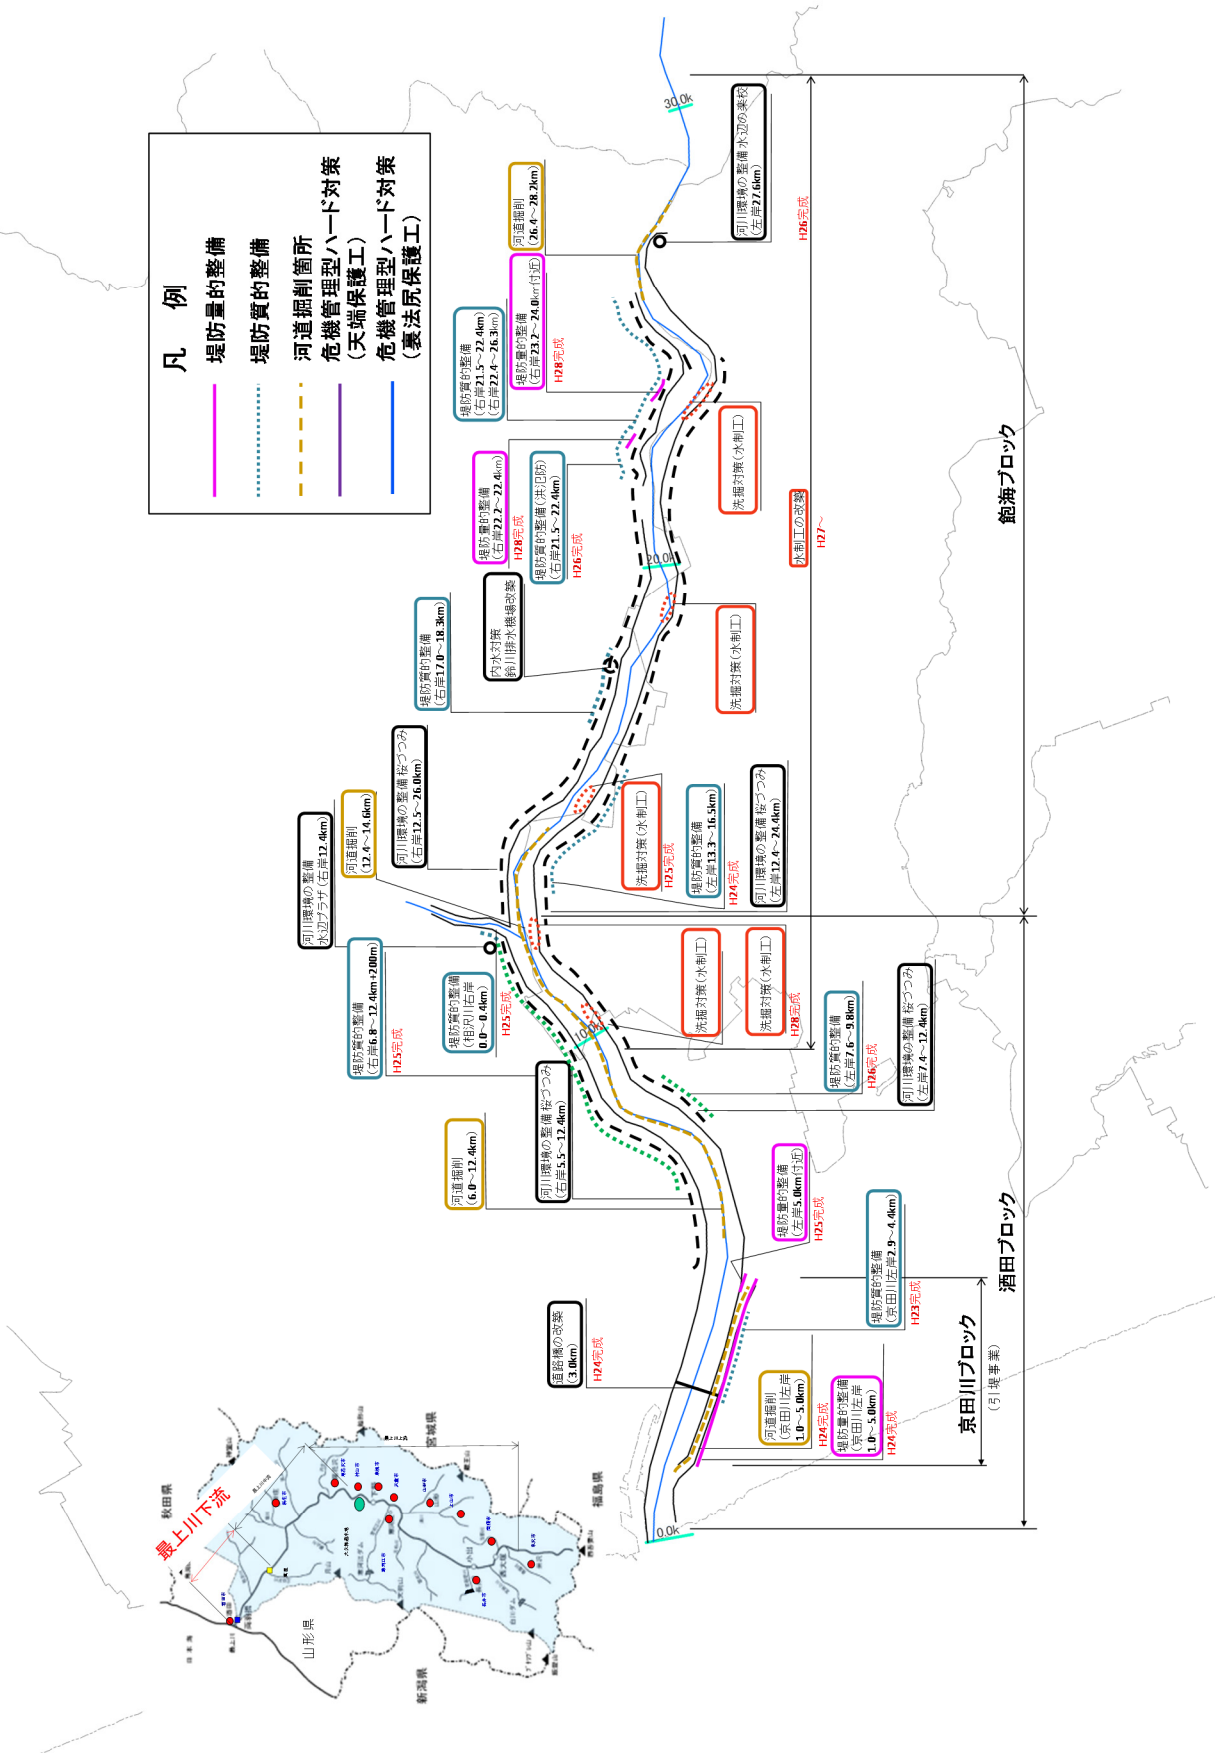 凡 例
堤防量的整備
堤防質的整備
河道掘削箇所
危機管理型ハード対策
（天端保護工）
危機管理型ハード対策
（裏法尻保護工）
最上川下流
秋田県
宮城県
山形県
新潟県
福島県
河川環境の整備
水辺プラザ（右岸12.4km）
河道掘削
（12.4～14.6km）
河川環境の整備 桜づつみ
（右岸12.5～26.0km）
堤防質的整備
（右岸17.0～18.3km）
内水対策
鈴川排水機場改築
堤防量的整備
（右岸22.2～22.4km）
H28完成
堤防質的整備（洪氾防）
（右岸21.5～22.4km）
H26完成
堤防質的整備
（右岸21.5～22.4km）
（右岸22.4～26.3km）
堤防量的整備
（右岸23.2～24.0km付近）
H28完成
河道掘削
（26.4～28.2km）
堤防質的整備
（右岸6.8～12.4km+200m）
H25完成
堤防質的整備
（相沢川右岸
0.0～0.4km）
H25完成
河道掘削
（6.0～12.4km）
河川環境の整備 桜づつみ
（右岸5.5～12.4km）
道路橋の改築
（3.0km）
H24完成
0.0k
10.0k
20.0k
30.0k
河道掘削
（京田川左岸
1.0～5.0km）
H24完成
堤防量的整備
（京田川左岸
1.0～5.0km）
H24完成
堤防質的整備
（京田川左岸2.9～4.4km）
H23完成
堤防量的整備
（左岸5.0km付近）
H25完成
堤防質的整備
（左岸7.6～9.8km）
H26完成
河川環境の整備 桜づつみ
（左岸7.4～12.4km）
洗掘対策（水制工）
洗掘対策（水制工）
H28完成
洗掘対策（水制工）
H25完成
堤防質的整備
（左岸13.3～16.5km）
H24完成
河川環境の整備 桜づつみ
（左岸12.4～24.4km）
洗掘対策（水制工）
洗掘対策（水制工）
水制工の改築
H27～
河川環境の整備 水辺の楽校
（左岸27.6km）
H26完成
京田川ブロック
（引堤事業）
酒田ブロック
飽海ブロック